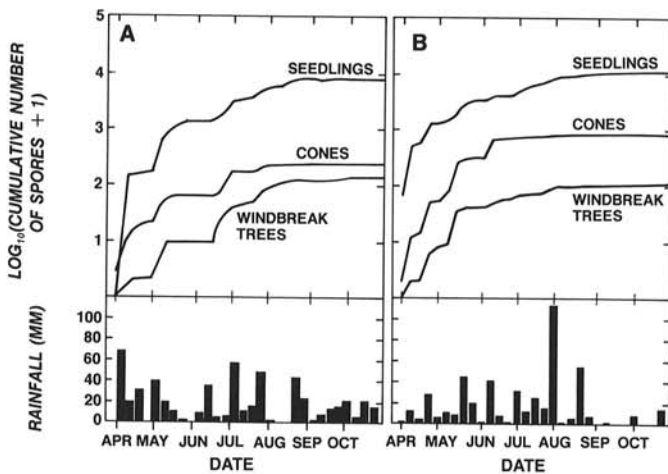 A
B
5
4
3
2
1
LOG10(CUMULATIVE NUMBER
OF SPORES + 1)
SEEDLINGS
CONES
WINDBREAK
TREES
SEEDLINGS
CONES
WINDBREAK
TREES
RAINFALL (MM)
100
80
60
40
20
0
APR MAY JUN JUL AUG SEP OCT
APR MAY JUN JUL AUG SEP OCT
DATE
DATE